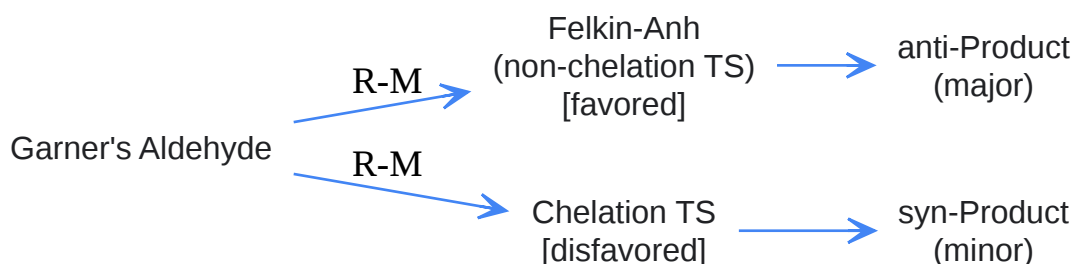 Garner's Aldehyde
R-M
Felkin-Anh
(non-chelation TS)
[favored]
anti-Product
(major)
R-M
Chelation TS
[disfavored]
syn-Product
(minor)